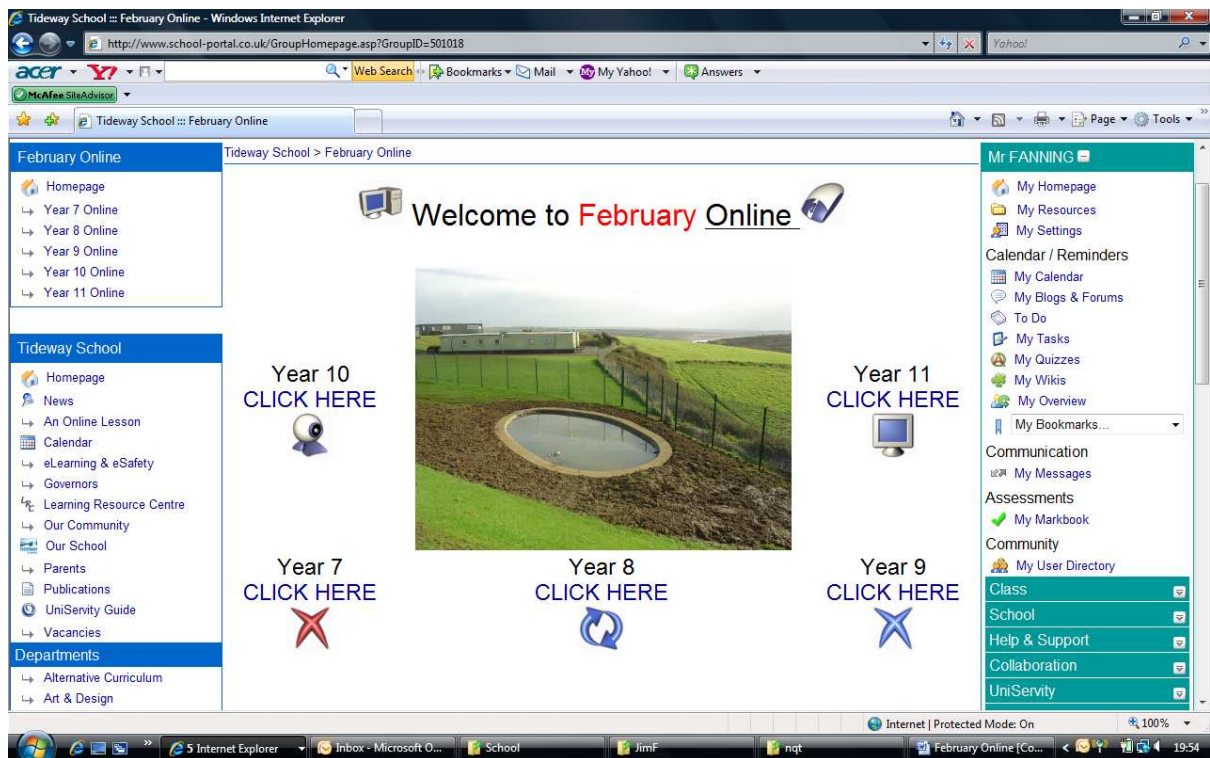 Tideway School ::: February Online - Windows Internet Explorer
http://www.school-portal.co.uk/GroupHomepage.asp?GroupID=501018
Yahoo!
acer
Y!
Web Search
Bookmarks
Mail
My Yahoo!
Answers
McAfee SiteAdvisor
Tideway School ::: February Online
Page
Tools
February Online
Homepage
Year 7 Online
Year 8 Online
Year 9 Online
Year 10 Online
Year 11 Online
Tideway School
Homepage
News
An Online Lesson
Calendar
eLearning & eSafety
Governors
Learning Resource Centre
Our Community
Our School
Parents
Publications
UniServity Guide
Vacancies
Departments
Alternative Curriculum
Art & Design
Tideway School > February Online
Welcome to February Online
Year 10
CLICK HERE
Year 11
CLICK HERE
Year 7
CLICK HERE
Year 8
CLICK HERE
Year 9
CLICK HERE
Mr FANNING
My Homepage
My Resources
My Settings
Calendar / Reminders
My Calendar
My Blogs & Forums
To Do
My Tasks
My Quizzes
My Wikis
My Overview
My Bookmarks...
Communication
My Messages
Assessments
My Markbook
Community
My User Directory
Class
School
Help & Support
Collaboration
UniServity
Internet | Protected Mode: On
100%
5 Internet Explorer
Inbox - Microsoft O...
School
JimF
nqt
February Online [Co...
19:54